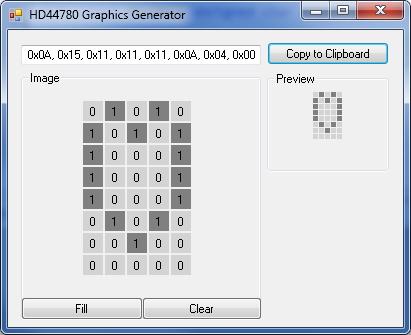 HD44780 Graphics Generator
0x0A, 0x15, 0x11, 0x11, 0x11, 0x0A, 0x04, 0x00
Copy to Clipboard
Image
0 1 0 1 0
1 0 1 0 1
1 0 0 0 1
1 0 0 0 1
1 0 0 0 1
0 1 0 1 0
0 0 1 0 0
0 0 0 0 0
Preview
Fill
Clear